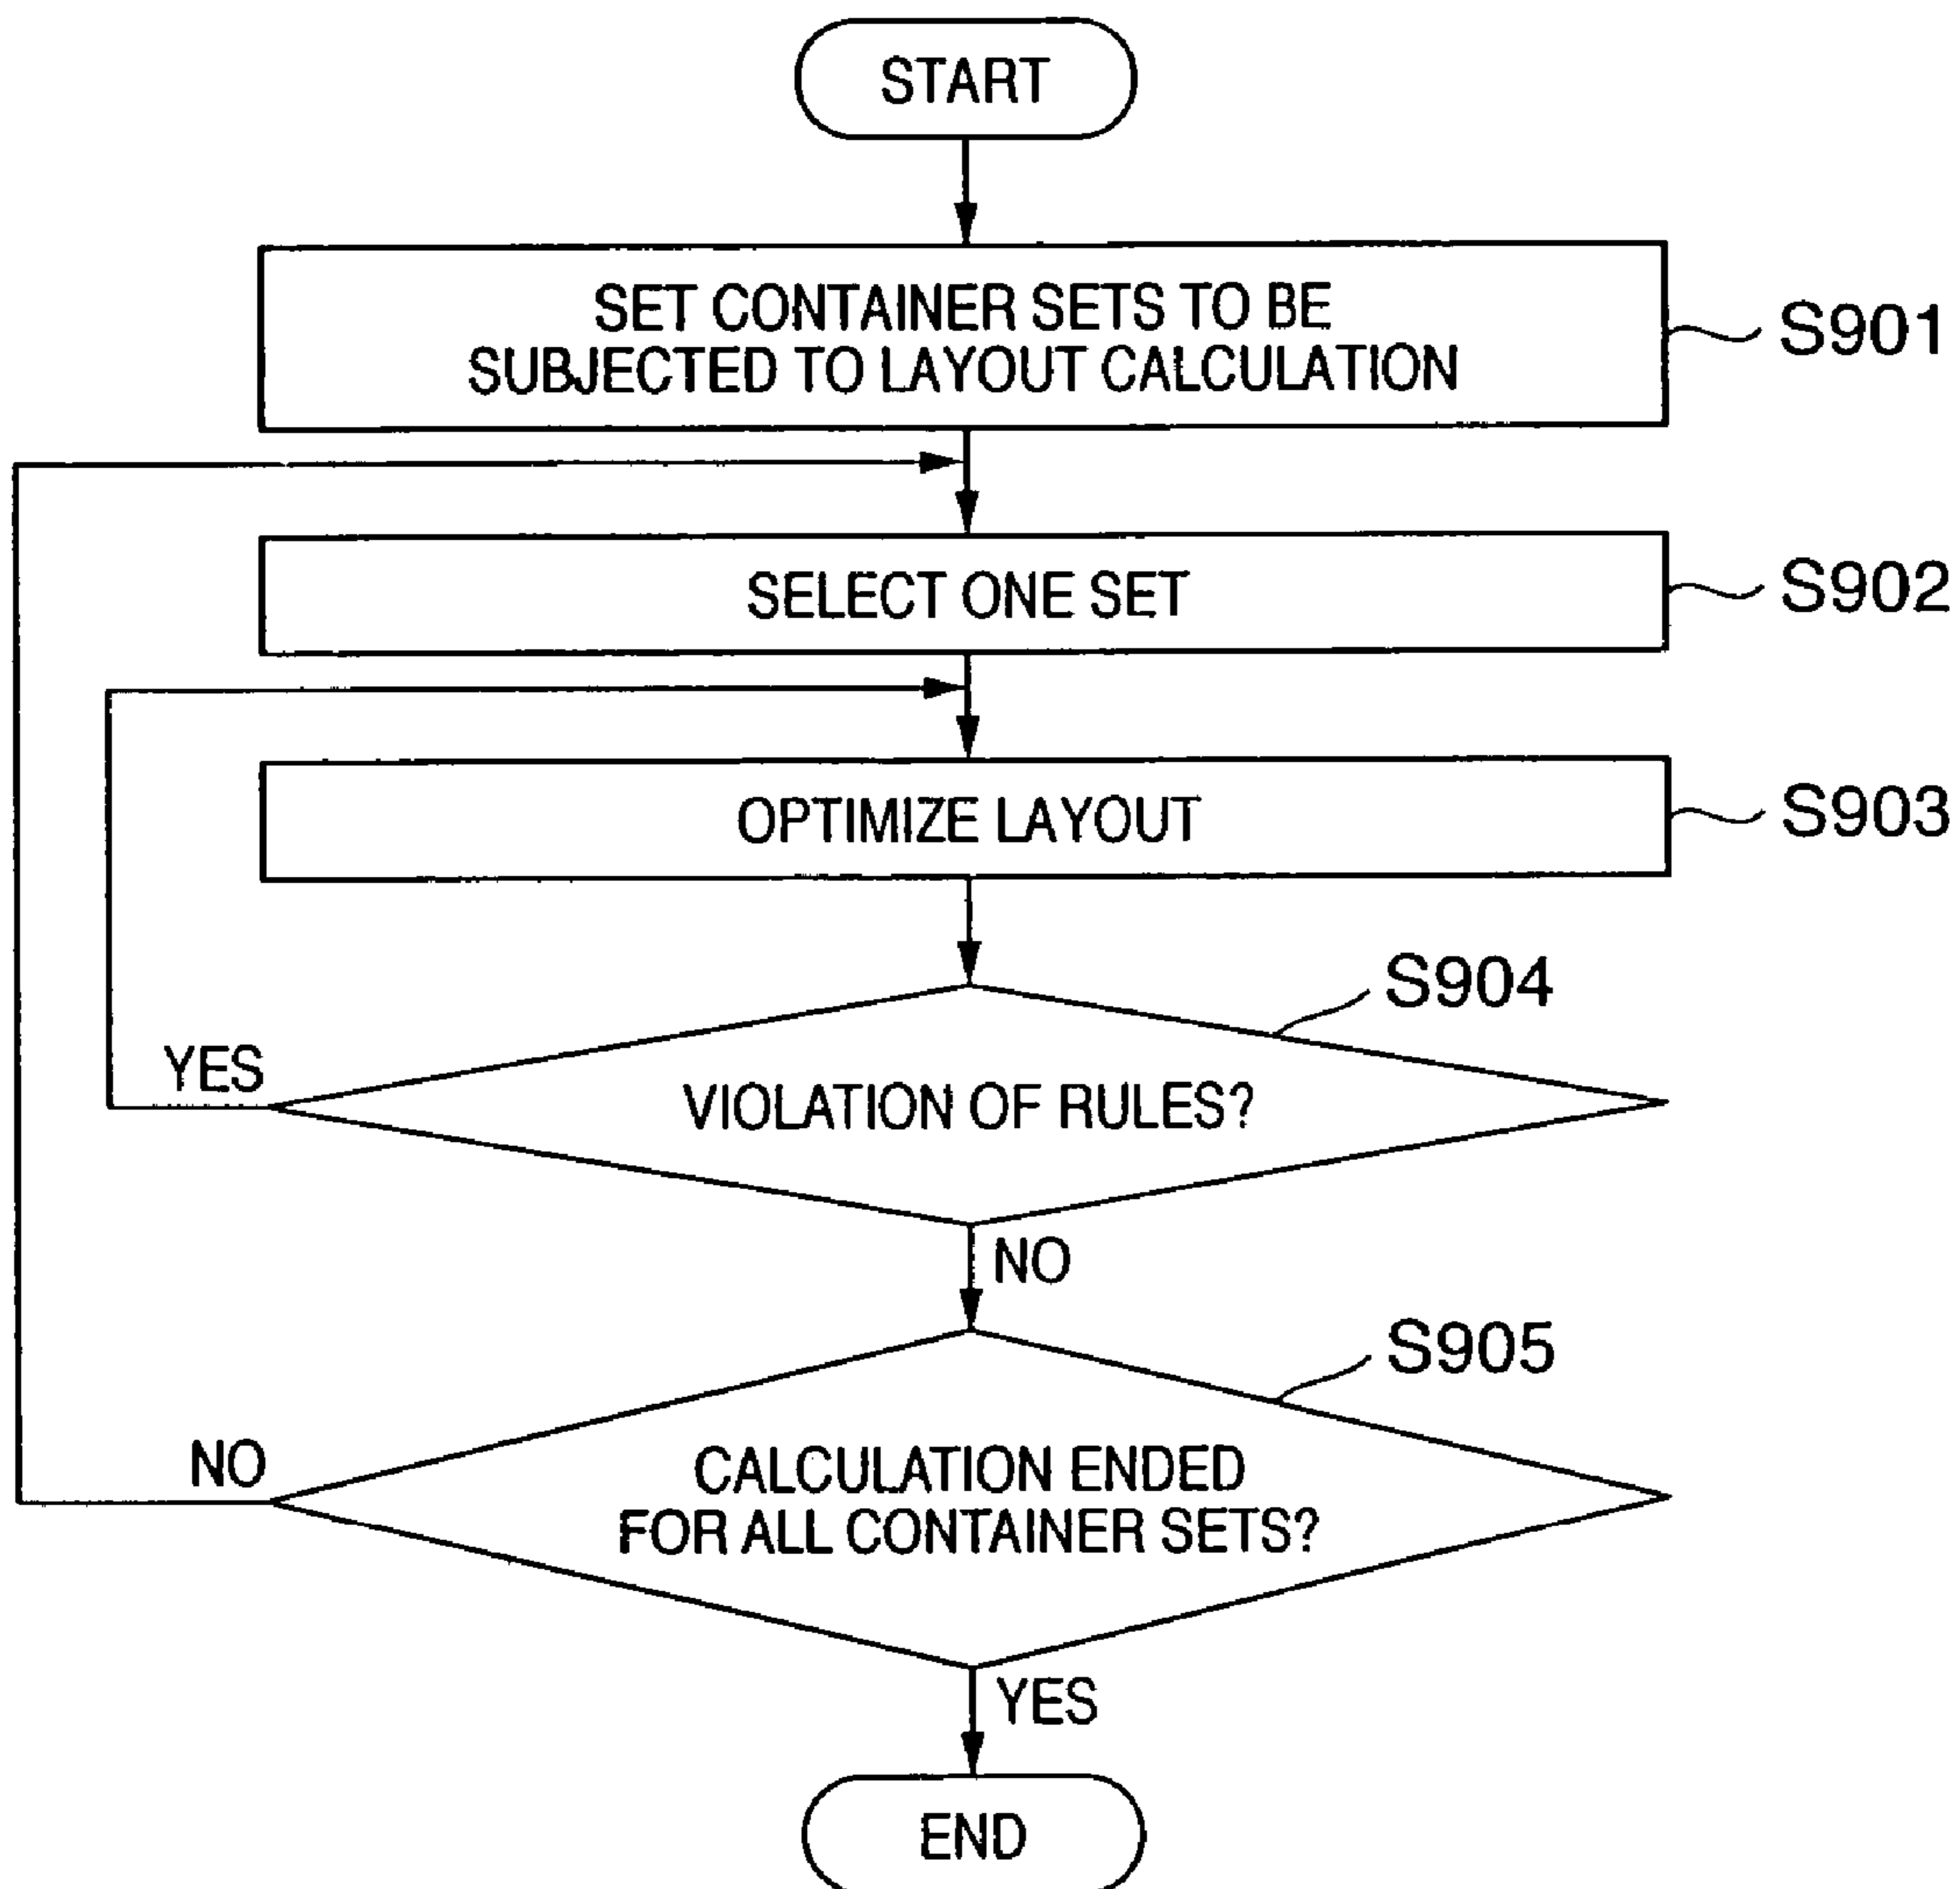 START
SET CONTAINER SETS TO BE
SUBJECTED TO LAYOUT CALCULATION
S901
SELECT ONE SET
S902
OPTIMIZE LAYOUT
S903
S904
YES
VIOLATION OF RULES?
NO
S905
NO
CALCULATION ENDED
FOR ALL CONTAINER SETS?
YES
END